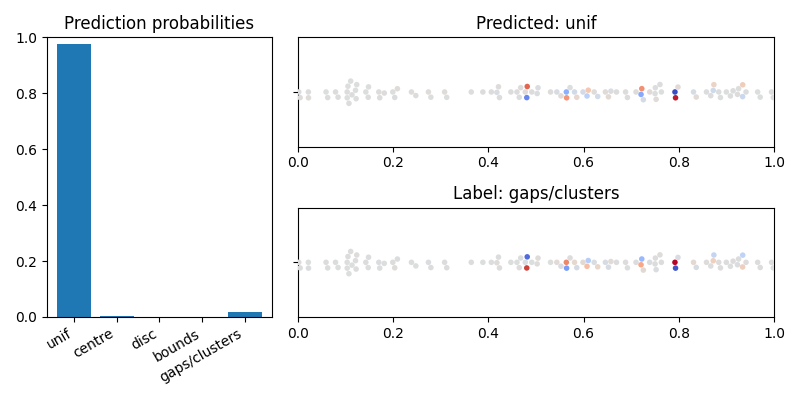 Prediction probabilities
1.0
0.8
0.6
0.4
0.2
0.0
unif
centre
disc
bounds
gaps/clusters
Predicted: unif
0.0 0.2 0.4 0.6 0.8 1.0
Label: gaps/clusters
0.0 0.2 0.4 0.6 0.8 1.0